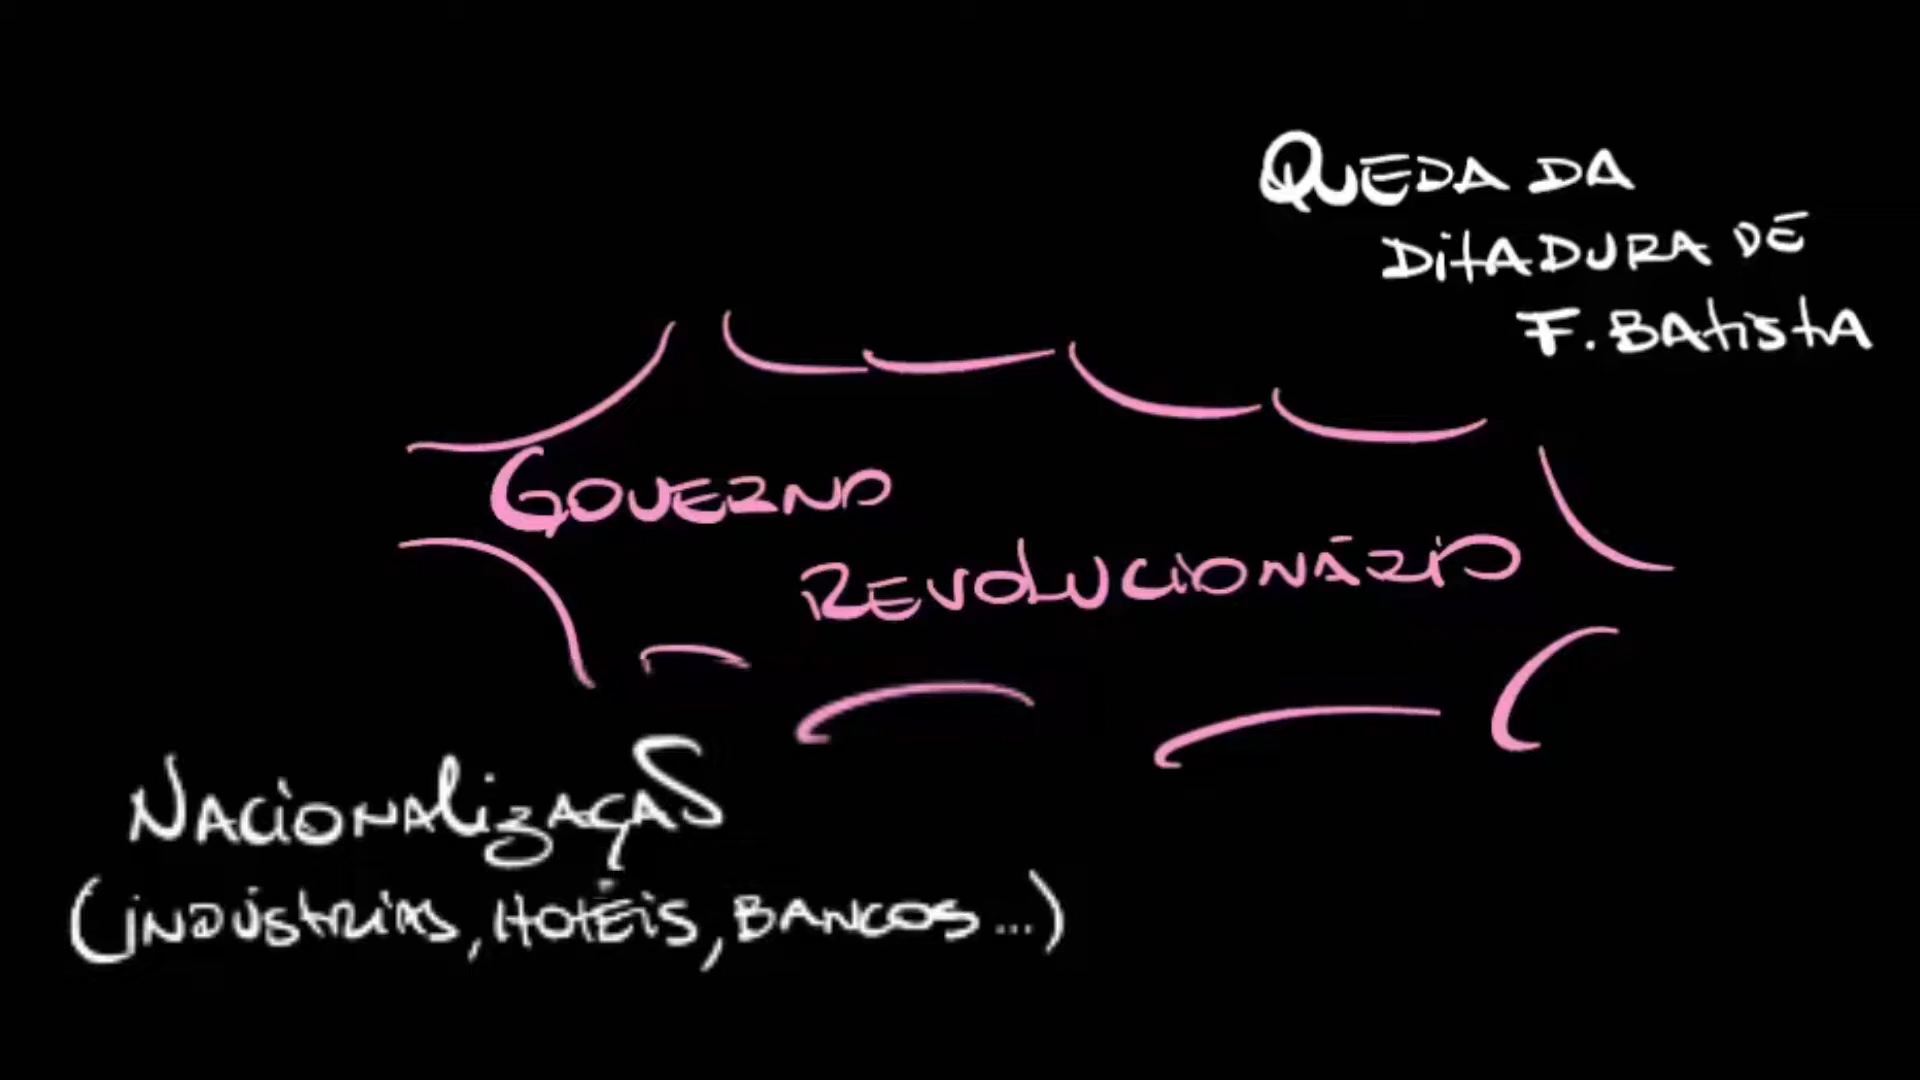 QUEDA DA
DITADURA DE
F. BATISTA
GOVERNO
REVOLUCIONÁRIO
NACIONALIZAÇÃO
(INDÚSTRIAS, HOTÉIS, BANCOS...)